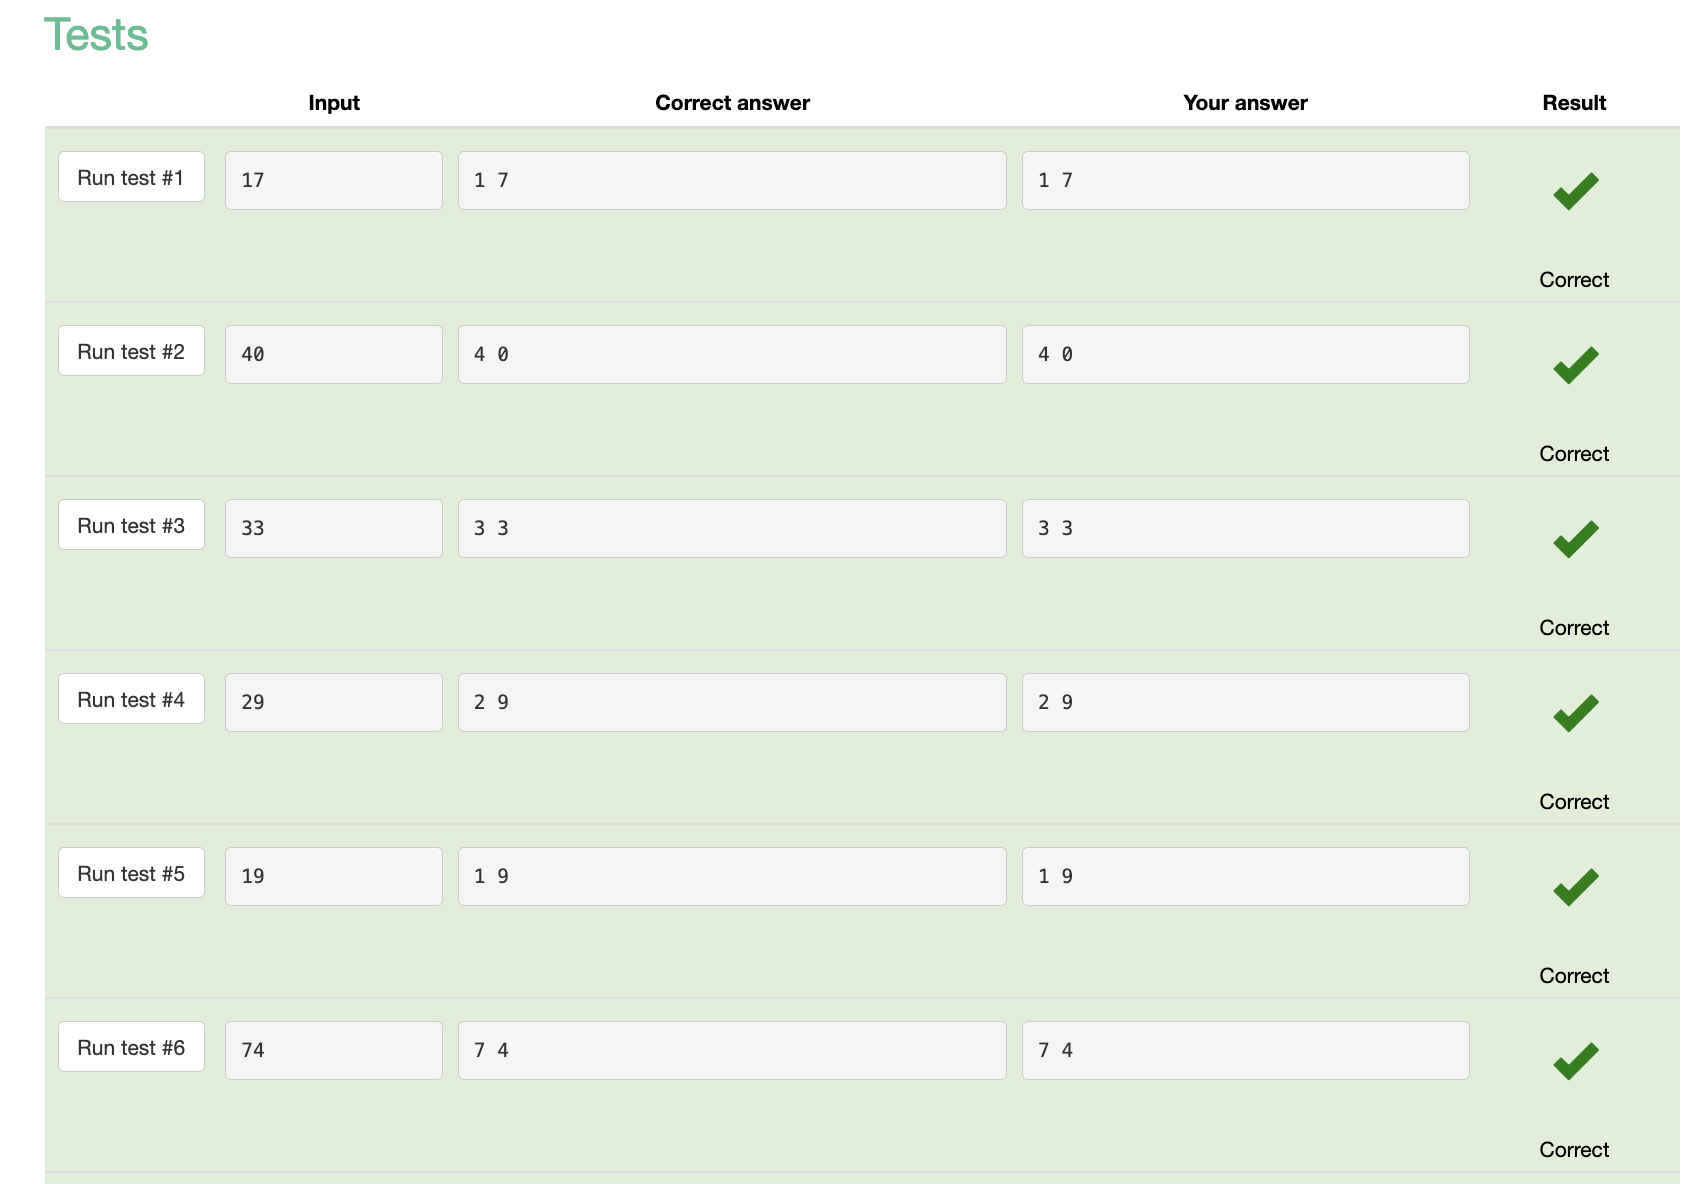 Tests
Input Correct answer Your answer Result
Run test #1 17 1 7 1 7
Correct
Run test #2 40 4 0 4 0
Correct
Run test #3 33 3 3 3 3
Correct
Run test #4 29 2 9 2 9
Correct
Run test #5 19 1 9 1 9
Correct
Run test #6 74 7 4 7 4
Correct